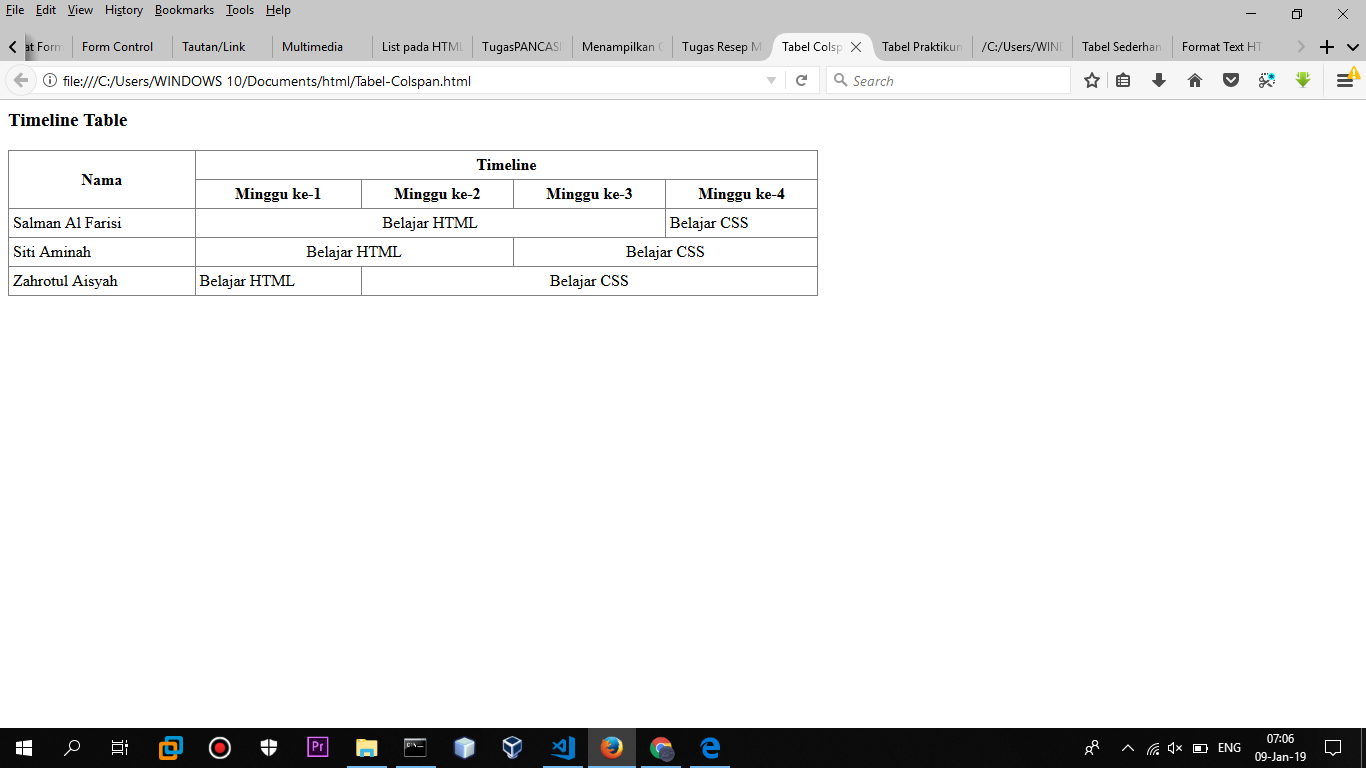 File Edit View History Bookmarks Tools Help
at Form Form Control Tautan/Link Multimedia List pada HTML TugasPANCASI Menampilkan Tugas Resep M Tabel Colsp Tabel Praktikum /C:/Users/WIND Tabel Sederhan Format Text HT
file:///C:/Users/WINDOWS 10/Documents/html/Tabel-Colspan.html Search
Timeline Table
Nama Timeline
Minggu ke-1 Minggu ke-2 Minggu ke-3 Minggu ke-4
Salman Al Farisi Belajar HTML Belajar CSS
Siti Aminah Belajar HTML Belajar CSS
Zahrotul Aisyah Belajar HTML Belajar CSS
Pr ENG 07:06
09-Jan-19